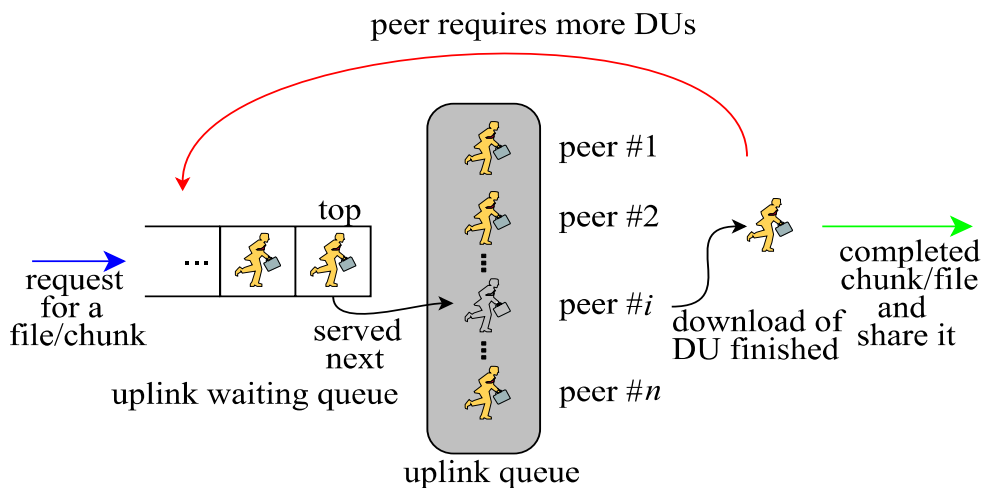 peer requires more DUs
peer #1
top
peer #2
...
...
request
for a
file/chunk
served
next
...
peer #i
download of
DU finished
completed
chunk/file
and
share it
...
uplink waiting queue
peer #n
uplink queue